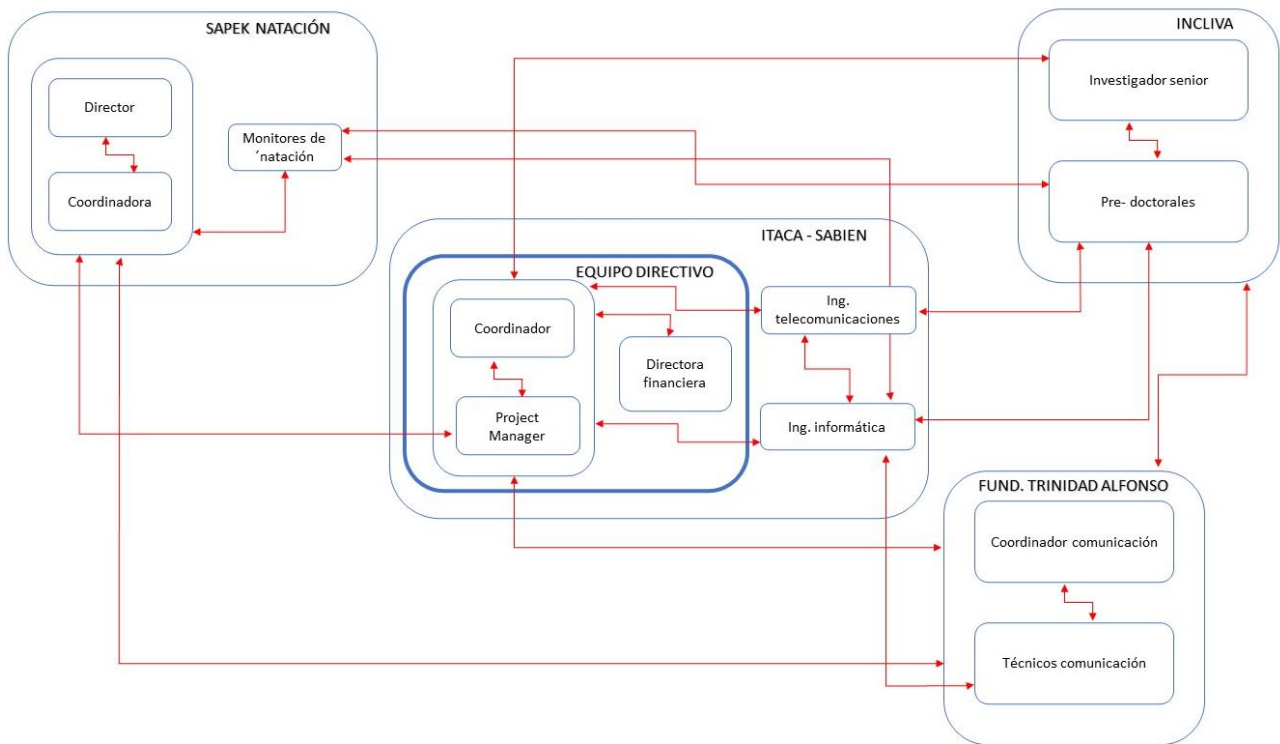 SAPEK NATACIÓN
Director
Coordinadora
Monitores de
´natación
INCLIVA
Investigador senior
Pre- doctorales
ITACA - SABIEN
EQUIPO DIRECTIVO
Coordinador
Project
Manager
Directora
financiera
Ing.
telecomunicaciones
Ing. informática
FUND. TRINIDAD ALFONSO
Coordinador comunicación
Técnicos comunicación